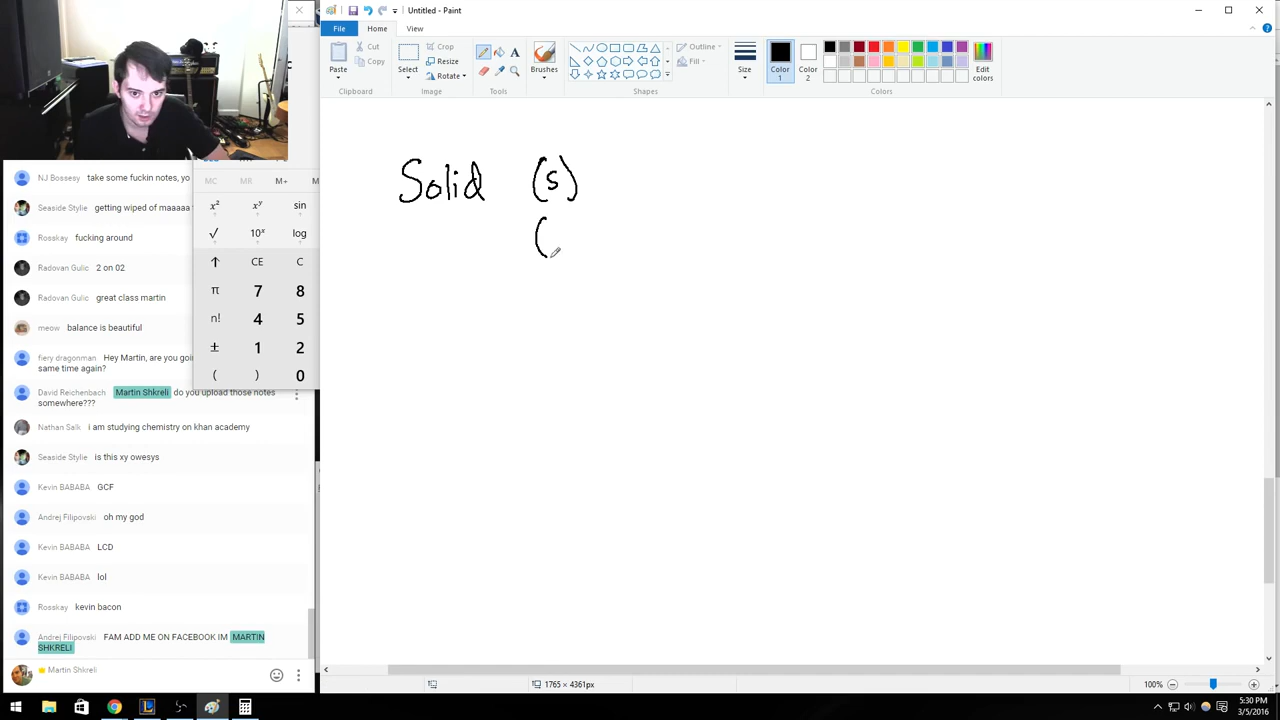 Untitled - Paint
File
Home
View
Paste
Cut
Copy
Clipboard
Select
Crop
Resize
Rotate
Image
Tools
Brushes
Shapes
Outline
Fill
Size
Color 1
Color 2
Edit colors
Colors
Solid (s)
(
NJ Bossesy take some fuckin notes, yo
Seaside Stylie getting wiped of maaaaa
Rosskay fucking around
Radovan Gulic 2 on 02
Radovan Gulic great class martin
meow balance is beautiful
fiery dragonman Hey Martin, are you goi
same time again?
David Reichenbach Martin Shkreli do you upload those notes
somewhere???
Nathan Salk i am studying chemistry on khan academy
Seaside Stylie is this xy owesys
Kevin BABABA GCF
Andrej Filipovski oh my god
Kevin BABABA LCD
Kevin BABABA lol
Rosskay kevin bacon
Andrej Filipovski FAM ADD ME ON FACEBOOK IM MARTIN
SHKRELI
Martin Shkreli
MC MR M+ M
x² xʸ sin
√ 10ˣ log
↑ CE C
π 7 8
n! 4 5
± 1 2
( ) 0
1765 × 4361px
100%
5:30 PM
3/5/2016